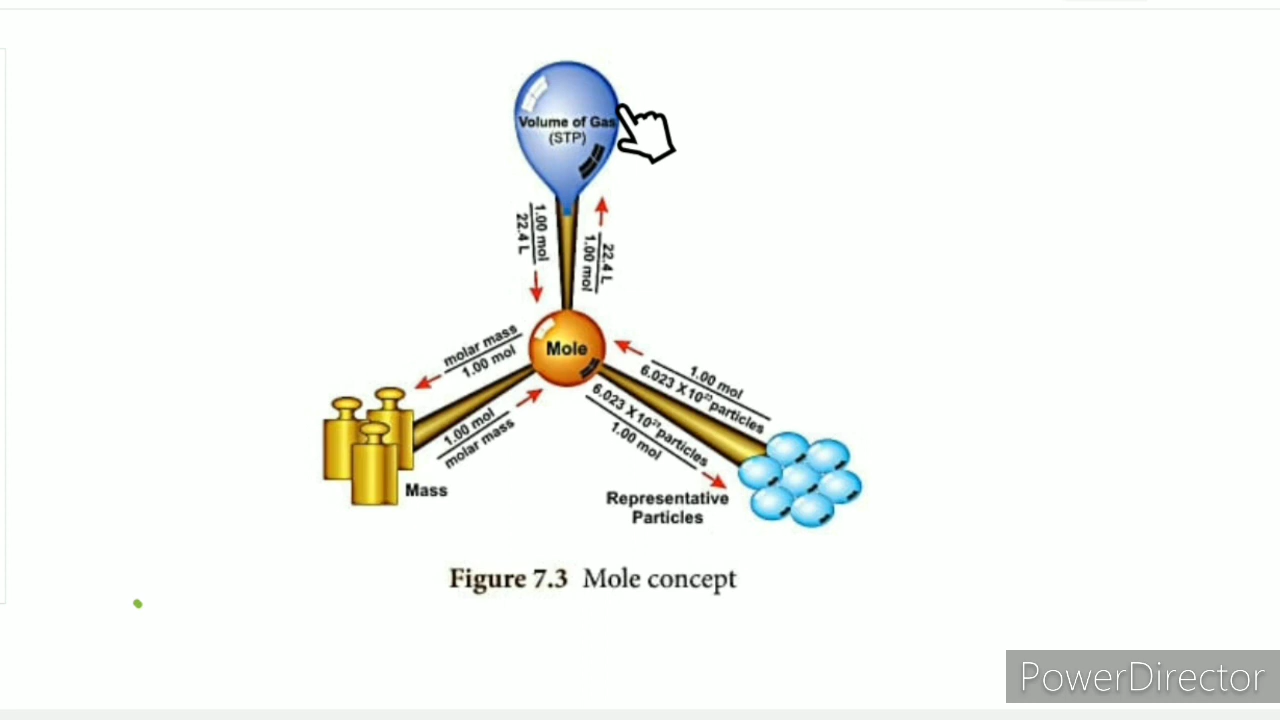 Volume of Gas
(STP)
1.00 mol
22.4 L
22.4 L
1.00 mol
Mole
molar mass
1.00 mol
1.00 mol
molar mass
1.00 mol
6.023 X 10²³ particles
6.023 X 10²³ particles
1.00 mol
Mass
Representative
Particles
Figure 7.3 Mole concept
PowerDirector